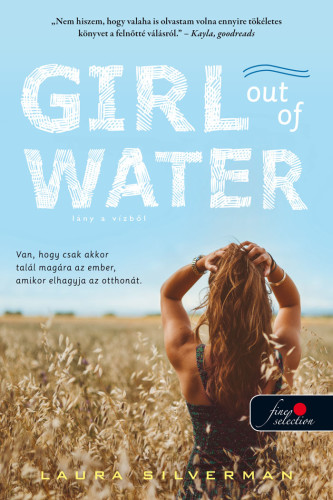 „Nem hiszem, hogy valaha is olvastam volna ennyire tökéletes
könyvet a felnőtté válásról.” – Kayla, goodreads
GIRL
out of
WATER
lány a vízből
Van, hogy csak akkor
talál magára az ember,
amikor elhagyja az otthonát.
fine
selection
LAURA SILVERMAN